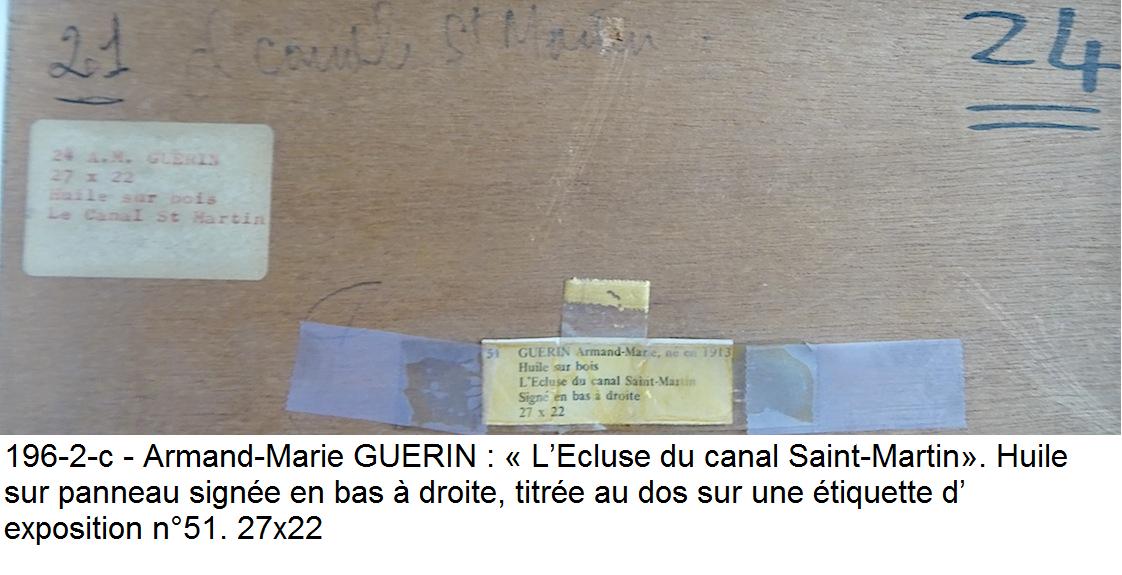 21 canal St Martin
24
24 A.M. GUERIN
27 x 22
Huile sur bois
Le Canal St Martin
51 GUERIN Armand-Marie, né en 1913
Huile sur bois
L'Ecluse du canal Saint-Martin
Signé en bas à droite
27 x 22
196-2-c - Armand-Marie GUERIN : « L’Ecluse du canal Saint-Martin». Huile
sur panneau signée en bas à droite, titrée au dos sur une étiquette d’
exposition n°51. 27x22